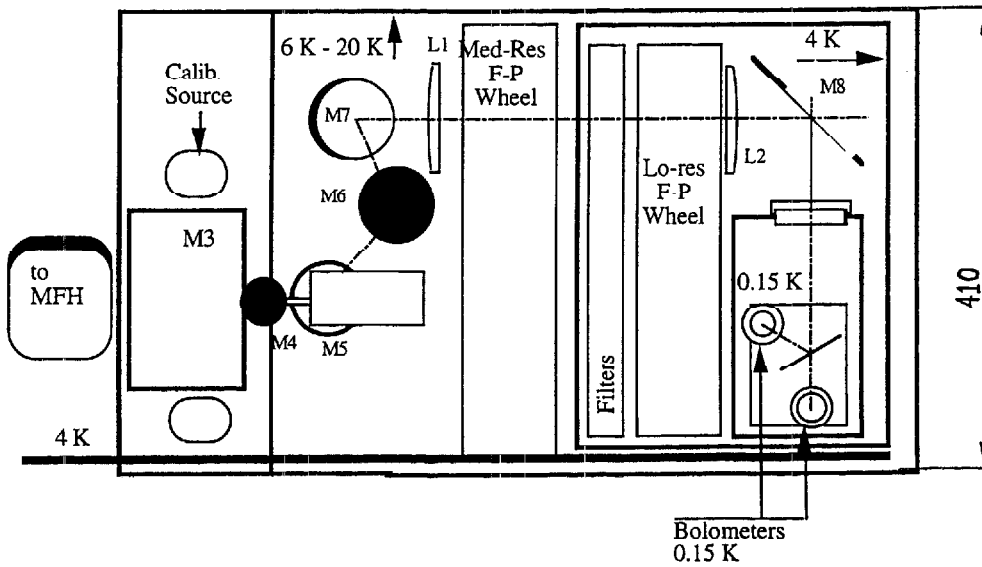 6 K - 20 K
L1
Med-Res
F-P
Wheel
4 K
M8
Calib.
Source
M7
L2
M6
Lo-res
F-P
Wheel
M3
to
MFH
0.15 K
410
M4
M5
Filters
4 K
Bolometers
0.15 K